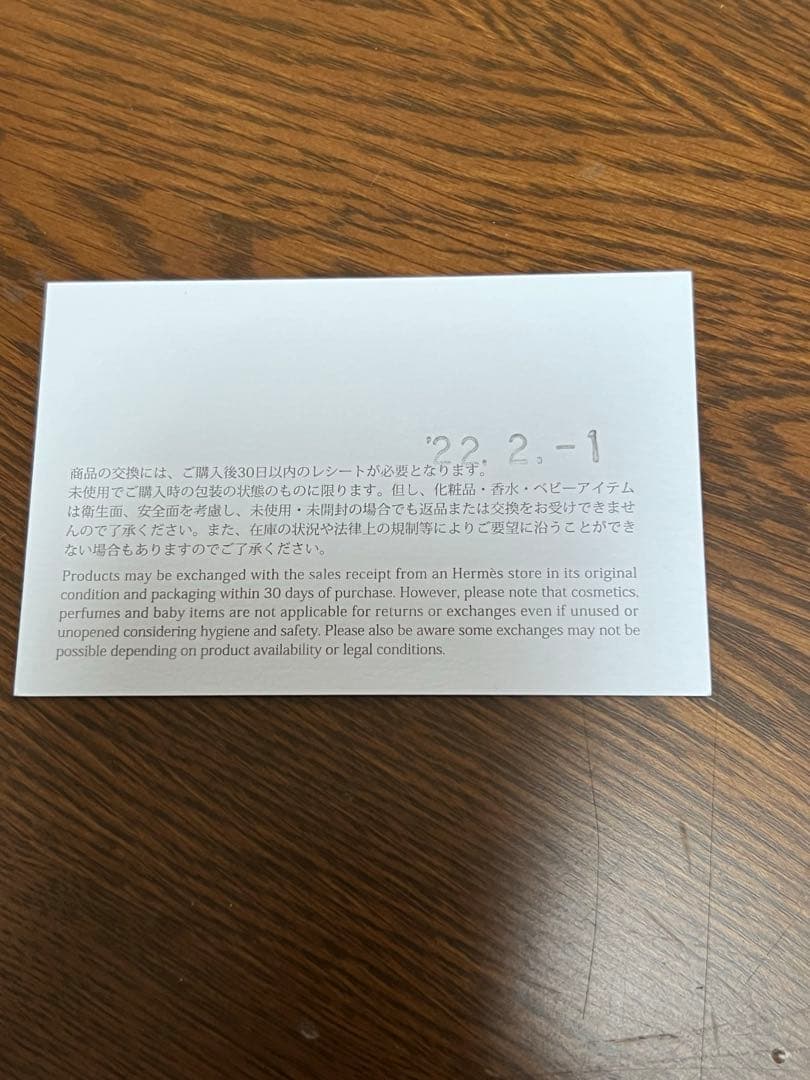 '22. 2. -1
商品の交換には、ご購入後30日以内のレシートが必要となります。
未使用でご購入時の包装の状態のものに限ります。但し、化粧品・香水・ベビーアイテム
は衛生面、安全面を考慮し、未使用・未開封の場合でも返品または交換をお受けできませ
んので了承ください。また、在庫の状況や法律上の規制等によりご要望に沿うことができ
ない場合もありますのでご了承ください。
Products may be exchanged with the sales receipt from an Hermès store in its original
condition and packaging within 30 days of purchase. However, please note that cosmetics,
perfumes and baby items are not applicable for returns or exchanges even if unused or
unopened considering hygiene and safety. Please also be aware some exchanges may not be
possible depending on product availability or legal conditions.